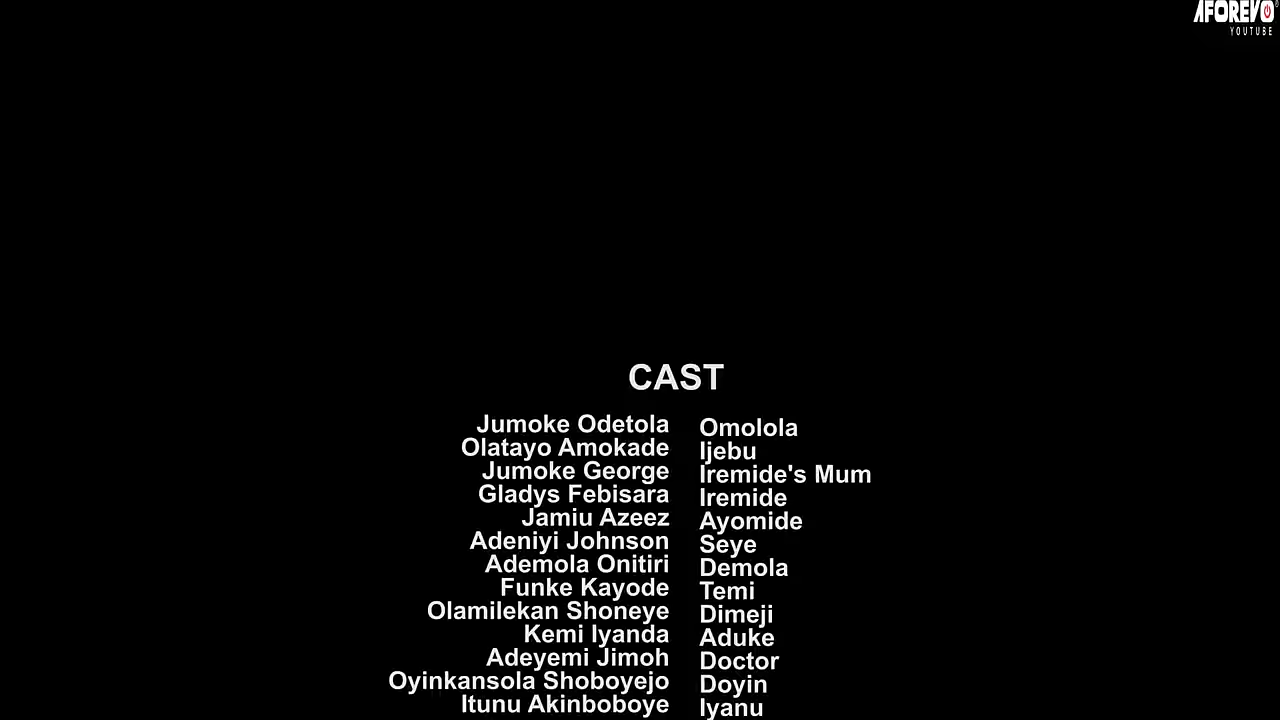 AFOREVO
YOUTUBE
CAST
Jumoke Odetola Omolola
Olatayo Amokade Ijebu
Jumoke George Iremide's Mum
Gladys Febisara Iremide
Jamiu Azeez Ayomide
Adeniyi Johnson Seye
Ademola Onitiri Demola
Funke Kayode Temi
Olamilekan Shoneye Dimeji
Kemi Iyanda Aduke
Adeyemi Jimoh Doctor
Oyinkansola Shoboyejo Doyin
Itunu Akinboboye Iyanu